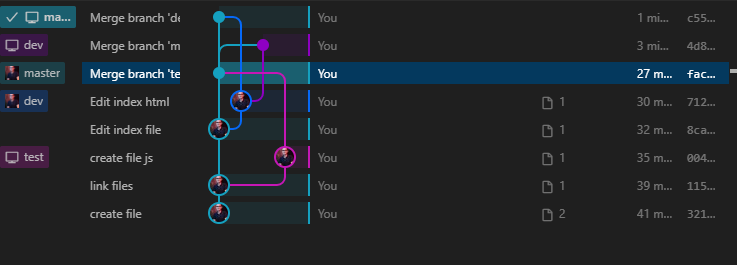 ma... Merge branch 'de You 1 mi... c55...
dev Merge branch 'm You 3 mi... 4d8...
master Merge branch 'te You 27 m... fac...
dev Edit index html You 1 30 m... 712...
Edit index file You 1 32 m... 8ca...
test create file js You 1 35 m... 004...
link files You 1 39 m... 115...
create file You 2 41 m... 321...